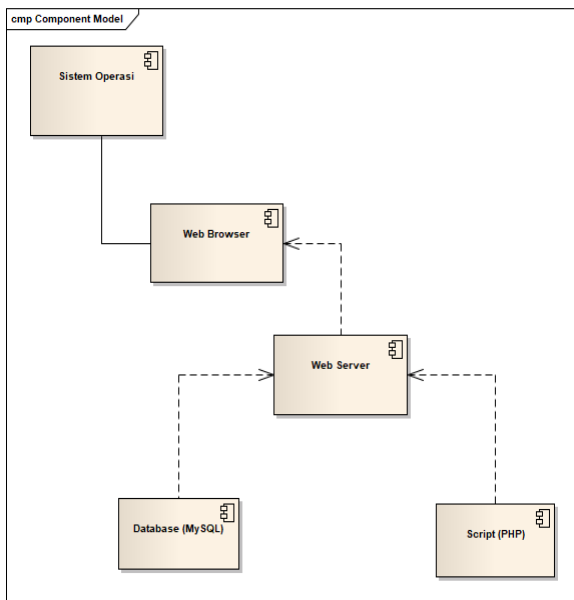 cmp Component Model
Sistem Operasi
Web Browser
Web Server
Database (MySQL)
Script (PHP)